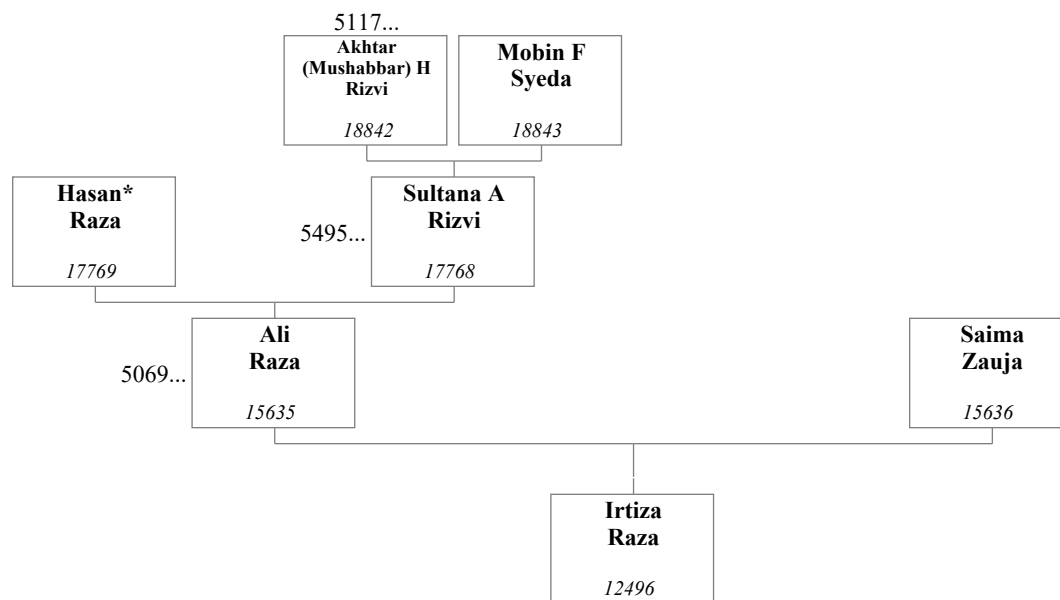 5117...
Akhtar
(Mushabbar) H
Rizvi
18842
Mobin F
Syeda
18843
Hasan*
Raza
17769
5495...
Sultana A
Rizvi
17768
5069...
Ali
Raza
15635
Saima
Zauja
15636
Irtiza
Raza
12496